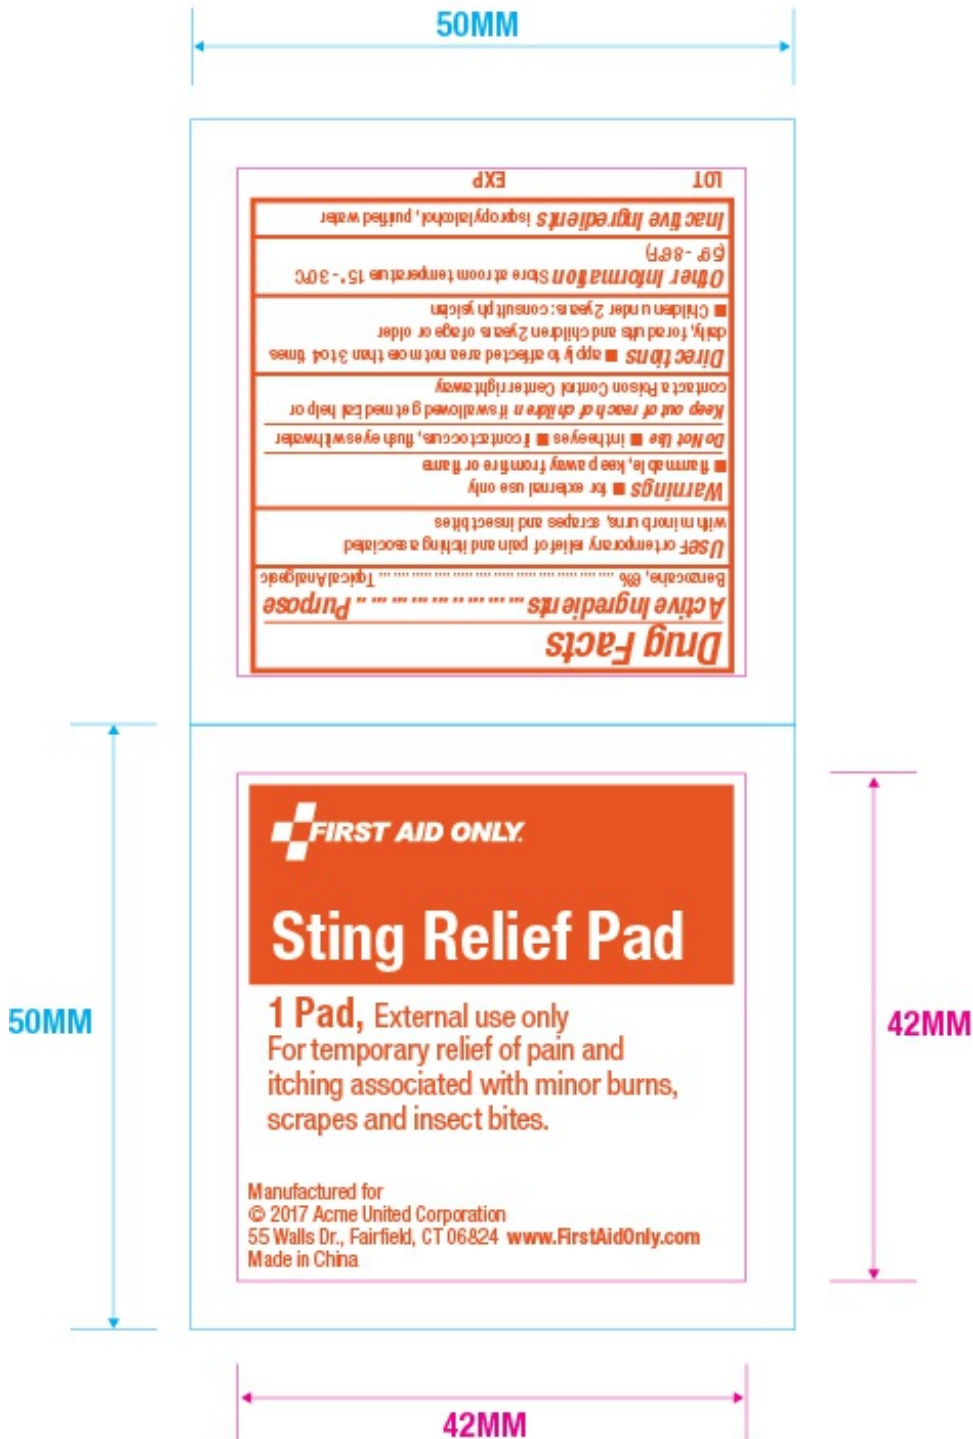 50MM
Drug Facts
Active Ingredients ... ... ... .. ... ... ... ... .. Purpose
Benzocaine, 6% ... ... ... ... ... ... ... ... ... ... ... ... ... Topical Analgesic
UseF or temporary relief of pain and itching associated
with minor burns, scrapes and insect bites
Warnings ■ for external use only
■ flammable, keep away from fire or flame
Do Not Use ■ in the eyes ■ if contact occurs, flush eyes with water
Keep out of reach of children if swallowed get medical help or
contact a Poison Control Center right away
Directions ■ apply to affected area not more than 3 to 4 times
daily, for adults and children 2 years of age or older
■ Children under 2 years: consult physician
Other Information Store at room temperature 15° - 30°C
(59° - 86°F)
Inactive Ingredients isopropyl alcohol, purified water
LOT EXP
FIRST AID ONLY.
Sting Relief Pad
1 Pad, External use only
For temporary relief of pain and
itching associated with minor burns,
scrapes and insect bites.
Manufactured for
© 2017 Acme United Corporation
55 Walls Dr., Fairfield, CT 06824 www.FirstAidOnly.com
Made in China
50MM
42MM
42MM